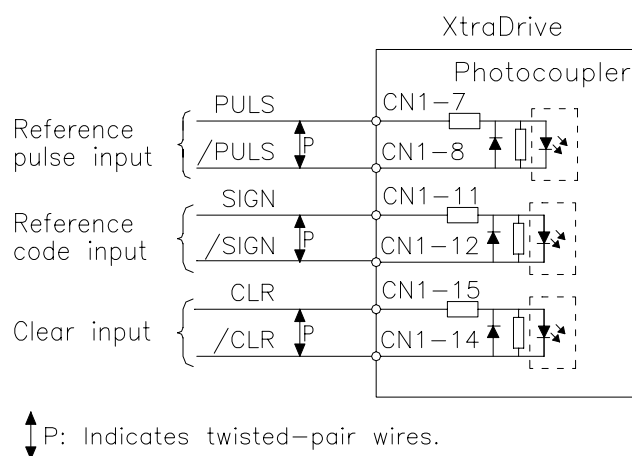 XtraDrive
Photocoupler
Reference
pulse input
PULS
/PULS
P
CN1-7
CN1-8
Reference
code input
SIGN
/SIGN
P
CN1-11
CN1-12
Clear input
CLR
/CLR
P
CN1-15
CN1-14
P: Indicates twisted-pair wires.